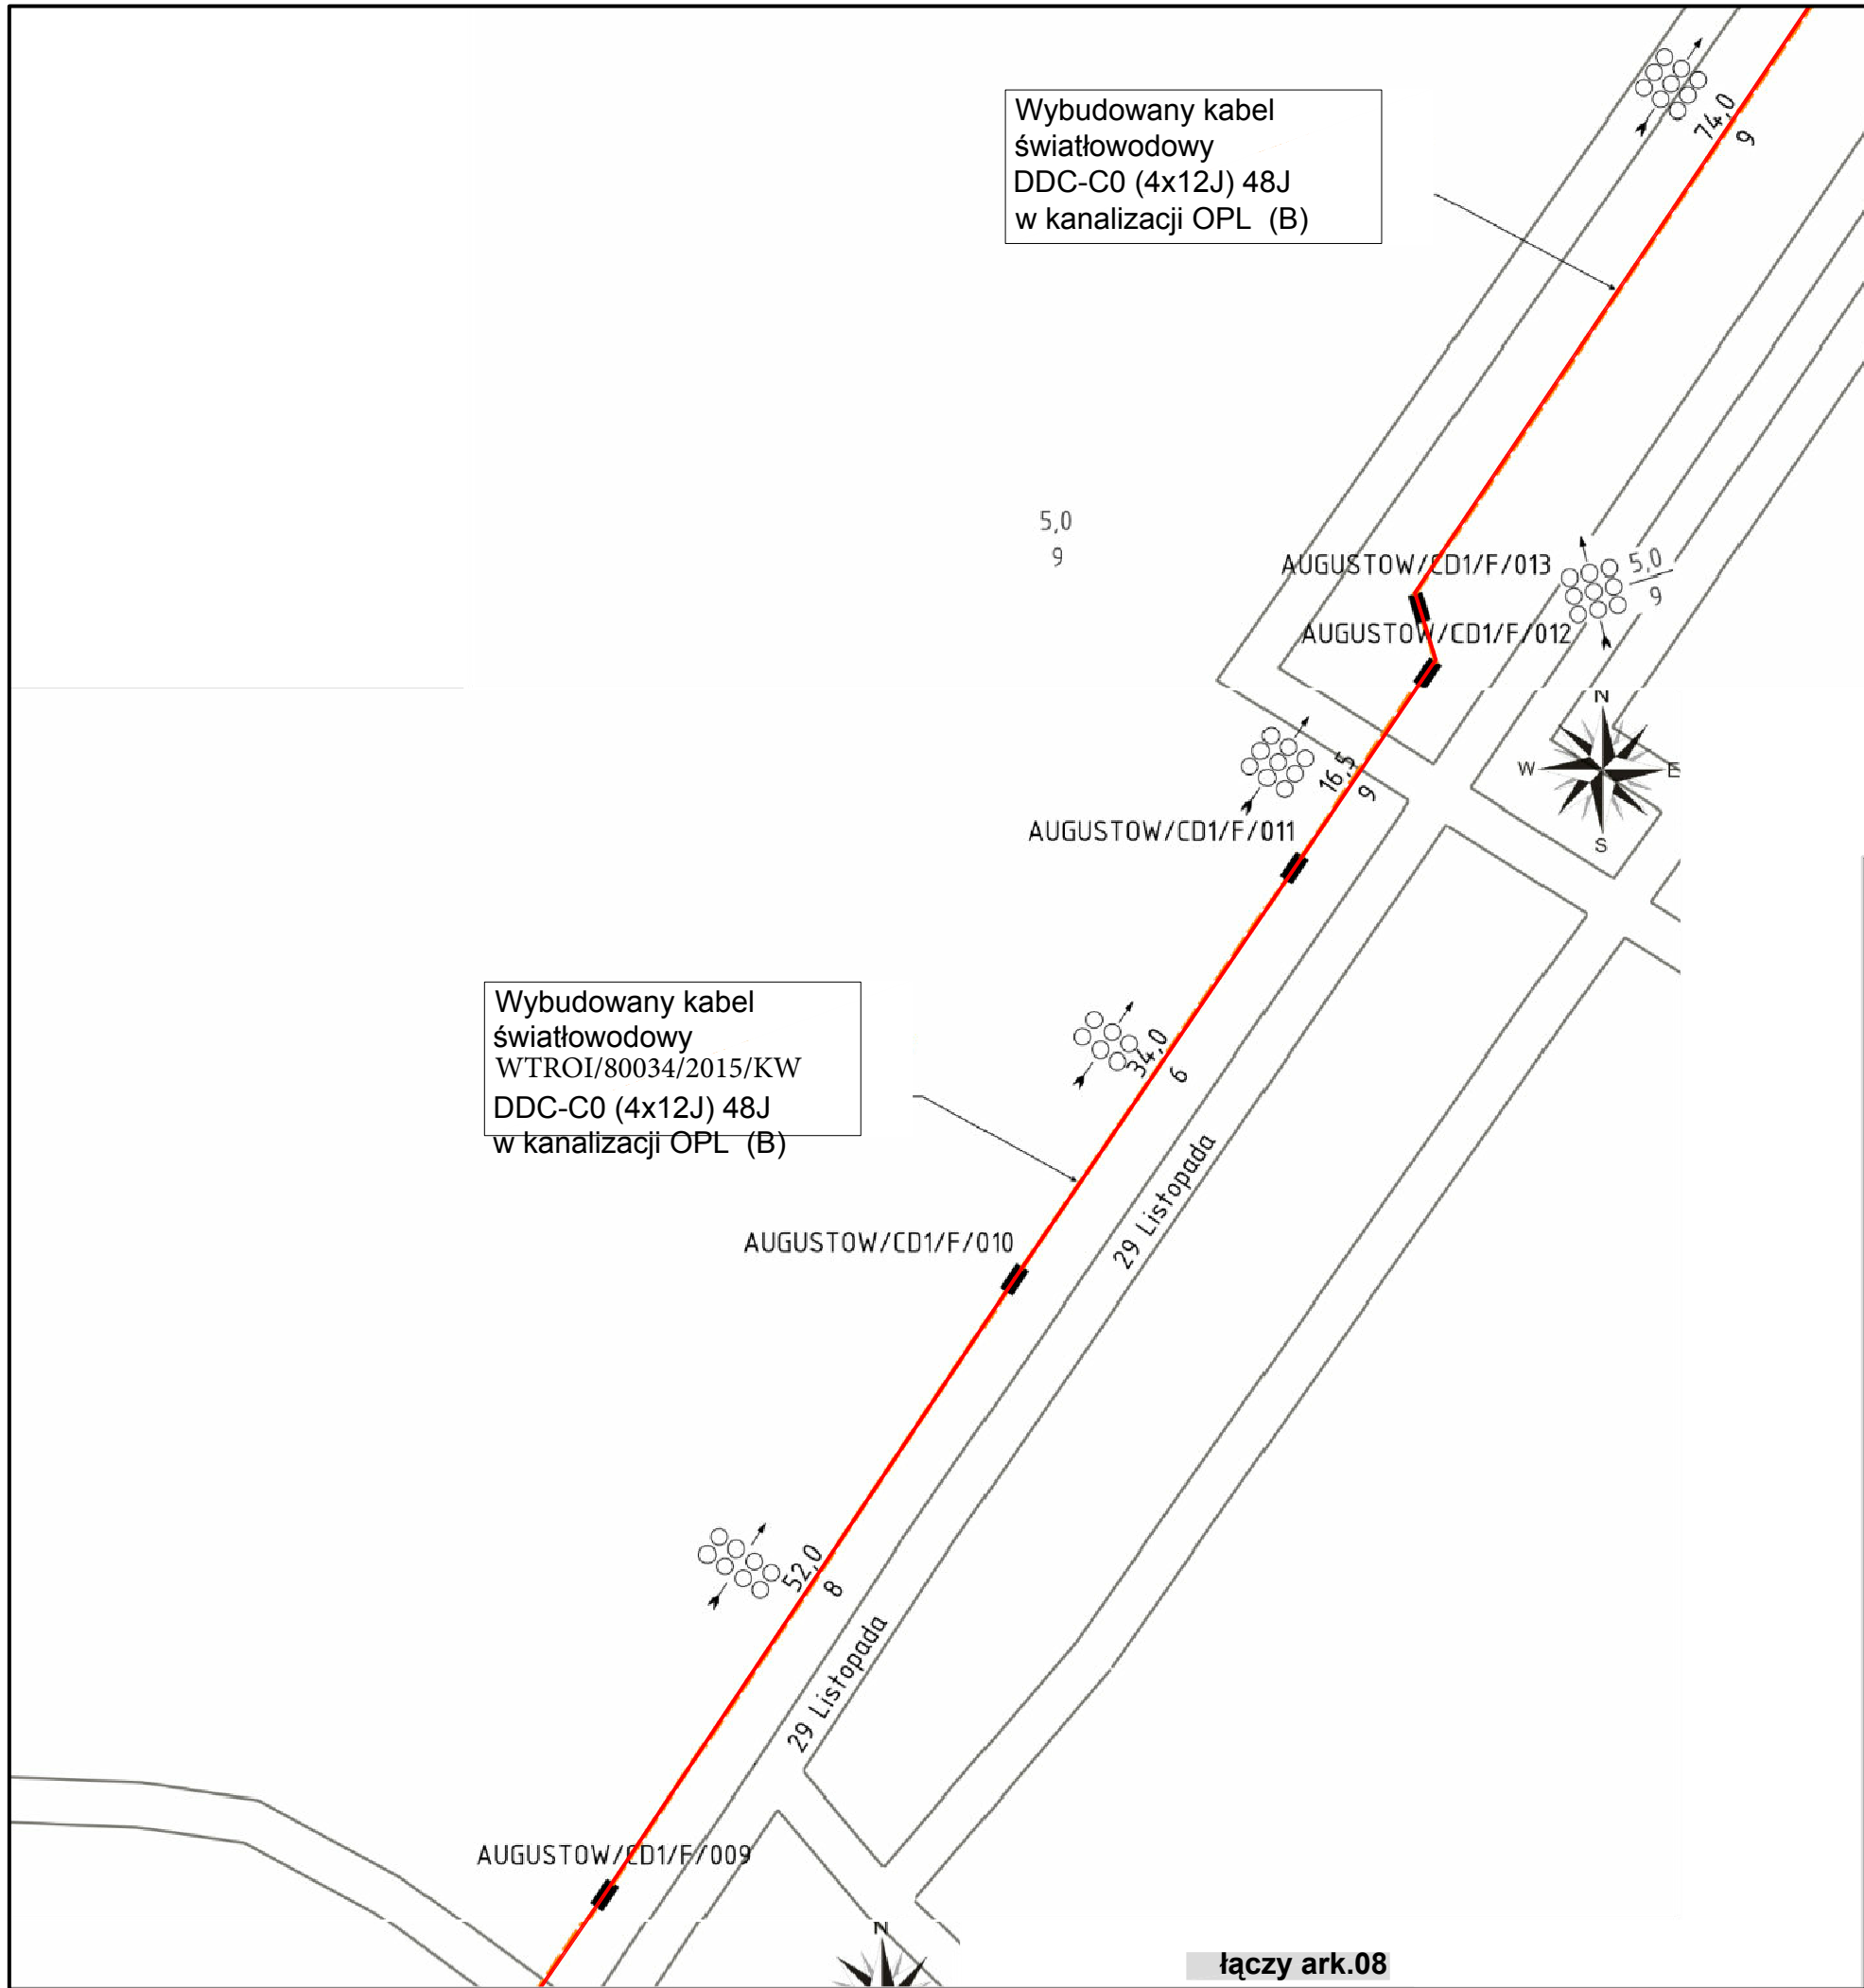 Wybudowany kabel
światłowodowy
DDC-C0 (4x12J) 48J
w kanalizacji OPL (B)
74,0
9
5,0
9
AUGUSTOW/CD1/F/013
5,0
9
AUGUSTOW/CD1/F/012
N
W
E
S
16,5
9
AUGUSTOW/CD1/F/011
Wybudowany kabel
światłowodowy
WTROI/80034/2015/KW
DDC-C0 (4x12J) 48J
w kanalizacji OPL (B)
34,0
6
29 Listopada
AUGUSTOW/CD1/F/010
52,0
8
29 Listopada
AUGUSTOW/CD1/F/009
N
łączy ark.08